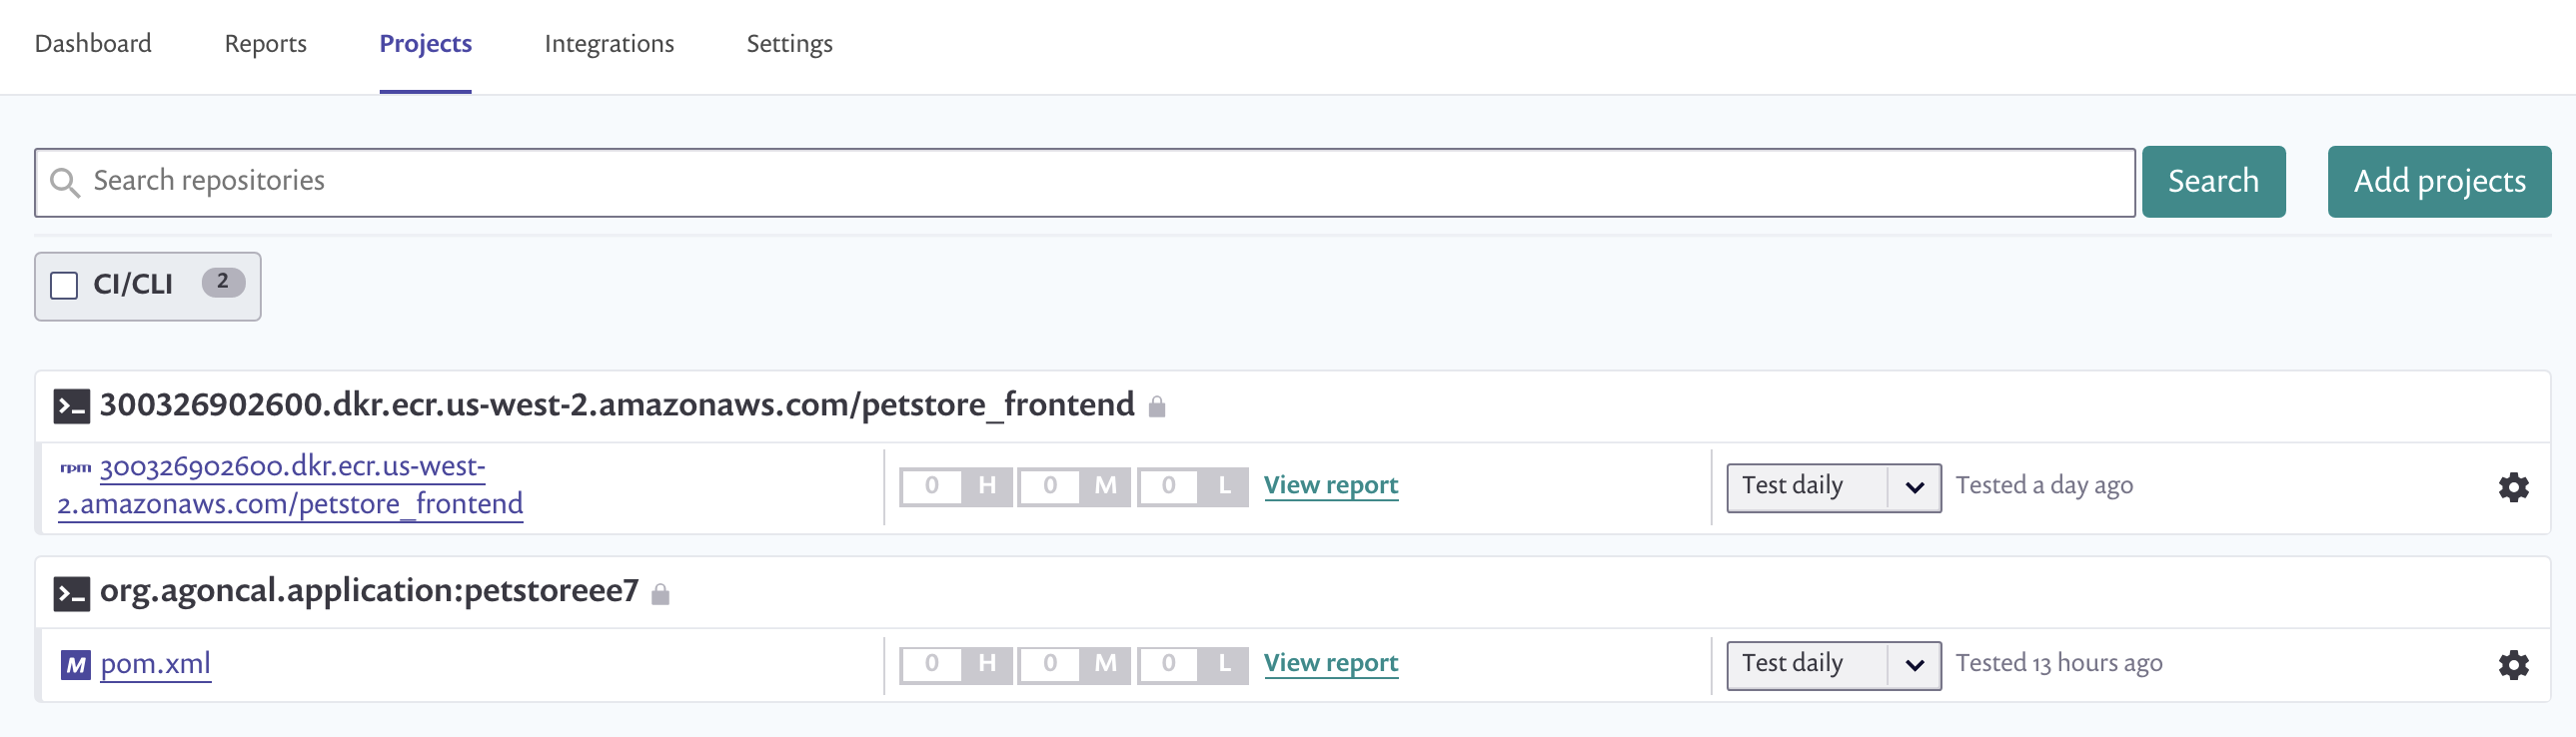 Dashboard Reports Projects Integrations Settings
Search repositories Search Add projects
CI/CLI 2
300326902600.dkr.ecr.us-west-2.amazonaws.com/petstore_frontend
rpm 300326902600.dkr.ecr.us-west-
2.amazonaws.com/petstore_frontend
0 H 0 M 0 L View report Test daily Tested a day ago
org.agoncal.application:petstoreee7
M pom.xml 0 H 0 M 0 L View report Test daily Tested 13 hours ago